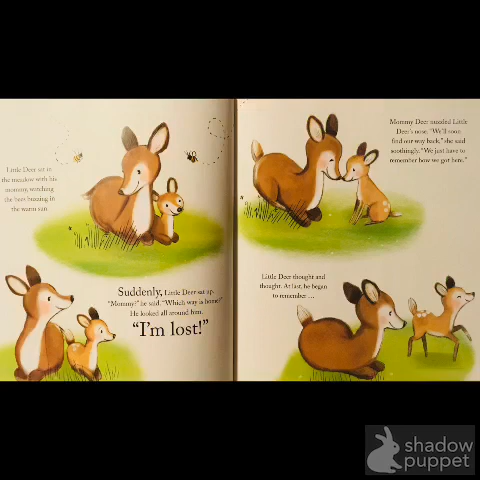 Little Deer sat in
the meadow with his
mommy, watching
the bees buzzing in
the warm sun.
Suddenly, Little Deer sat up.
"Mommy!" he said. "Which way is home?"
He looked all around him.
"I'm lost!"
Mommy Deer nuzzled Little
Deer's nose. "We'll soon
find our way back," she said
soothingly. "We just have to
remember how we got here."
Little Deer thought and
thought. At last, he began
to remember ...
shadow
puppet